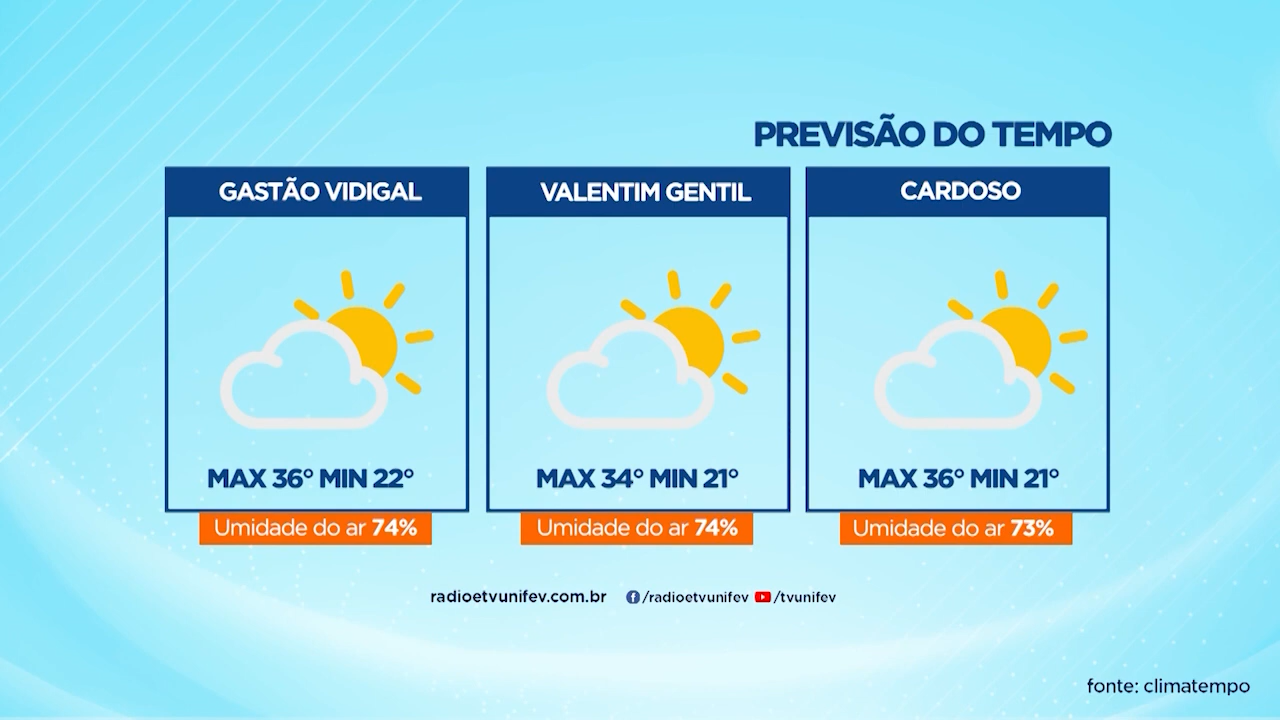 PREVISÃO DO TEMPO
GASTÃO VIDIGAL
MAX 36° MIN 22°
Umidade do ar 74%
VALENTIM GENTIL
MAX 34° MIN 21°
Umidade do ar 74%
CARDOSO
MAX 36° MIN 21°
Umidade do ar 73%
radioetvunifev.com.br /radioetvunifev /tvunifev
fonte: climatempo